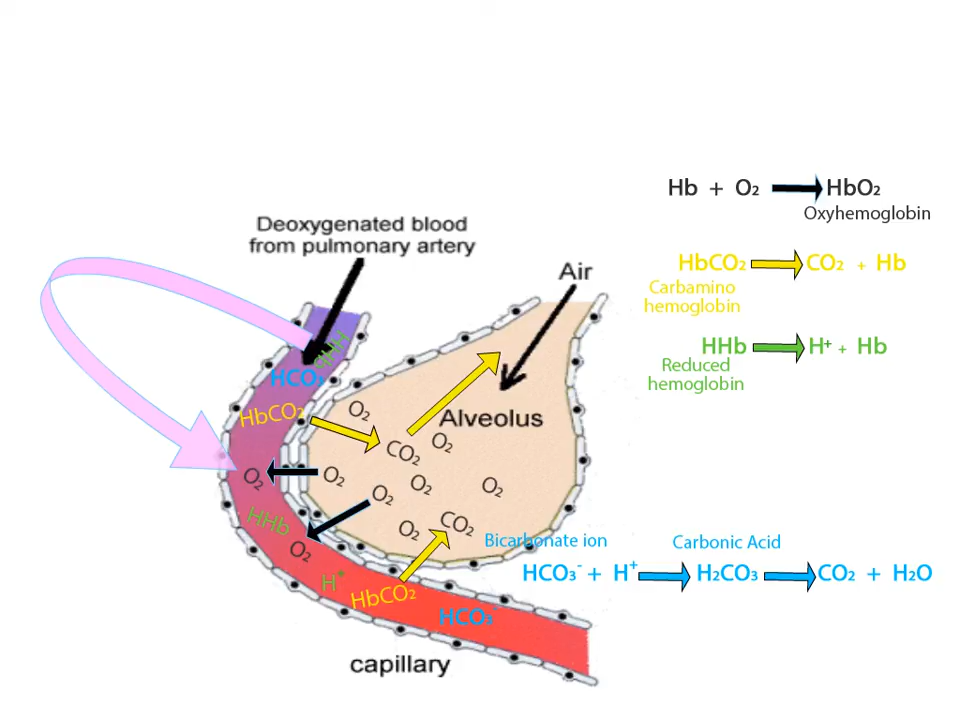 Hb + O₂ → HbO₂
Oxyhemoglobin
HbCO₂ → CO₂ + Hb
Carbamino
hemoglobin
HHb → H⁺ + Hb
Reduced
hemoglobin
Deoxygenated blood
from pulmonary artery
Air
HHb
HCO₃
HbCO₂
O₂
Alveolus
CO₂
O₂
O₂
O₂
O₂
O₂
O₂
HHb
O₂
CO₂
O₂
H⁺
HbCO₂
HCO₃⁻
capillary
Bicarbonate ion
Carbonic Acid
HCO₃⁻ + H⁺ → H₂CO₃ → CO₂ + H₂O